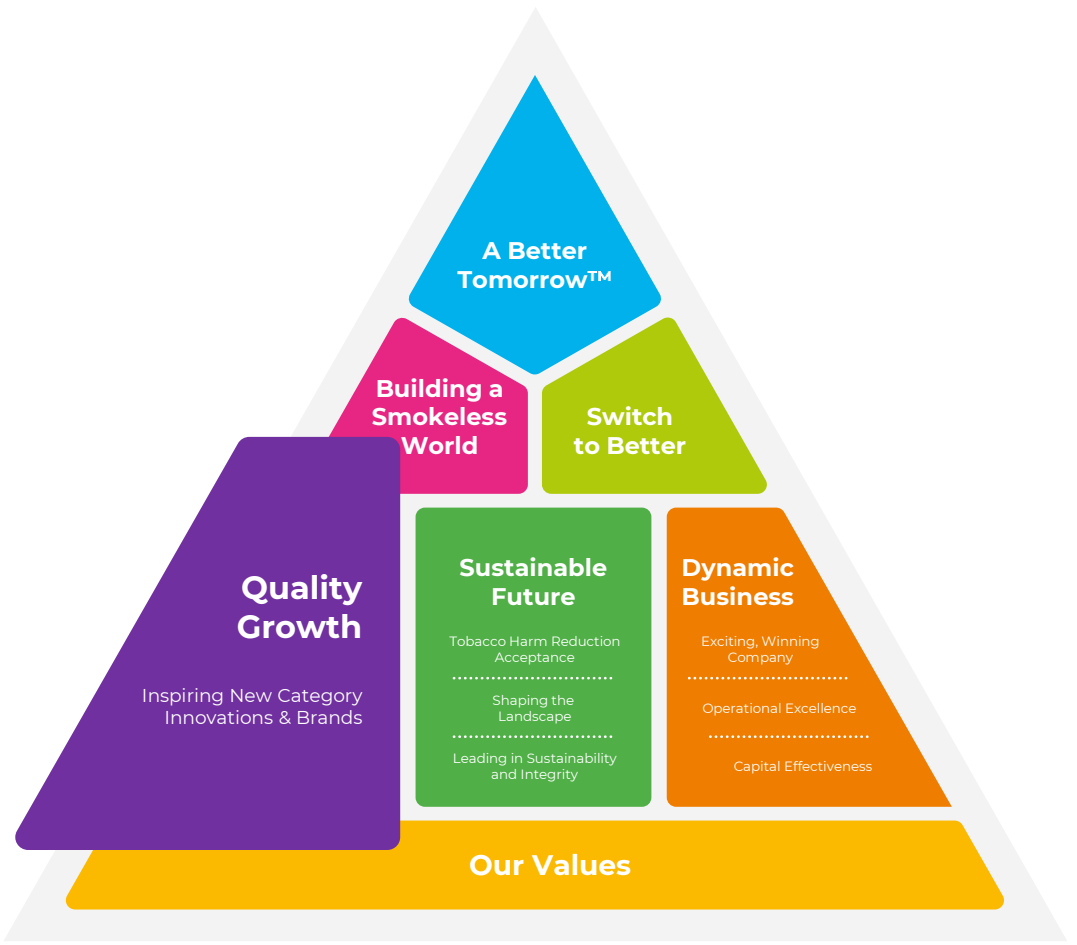 A Better
Tomorrow™
Building a
Smokeless
World
Switch
to Better
Quality
Growth
Inspiring New Category
Innovations & Brands
Sustainable
Future
Tobacco Harm Reduction
Acceptance
Shaping the
Landscape
Leading in Sustainability
and Integrity
Dynamic
Business
Exciting, Winning
Company
Operational Excellence
Capital Effectiveness
Our Values